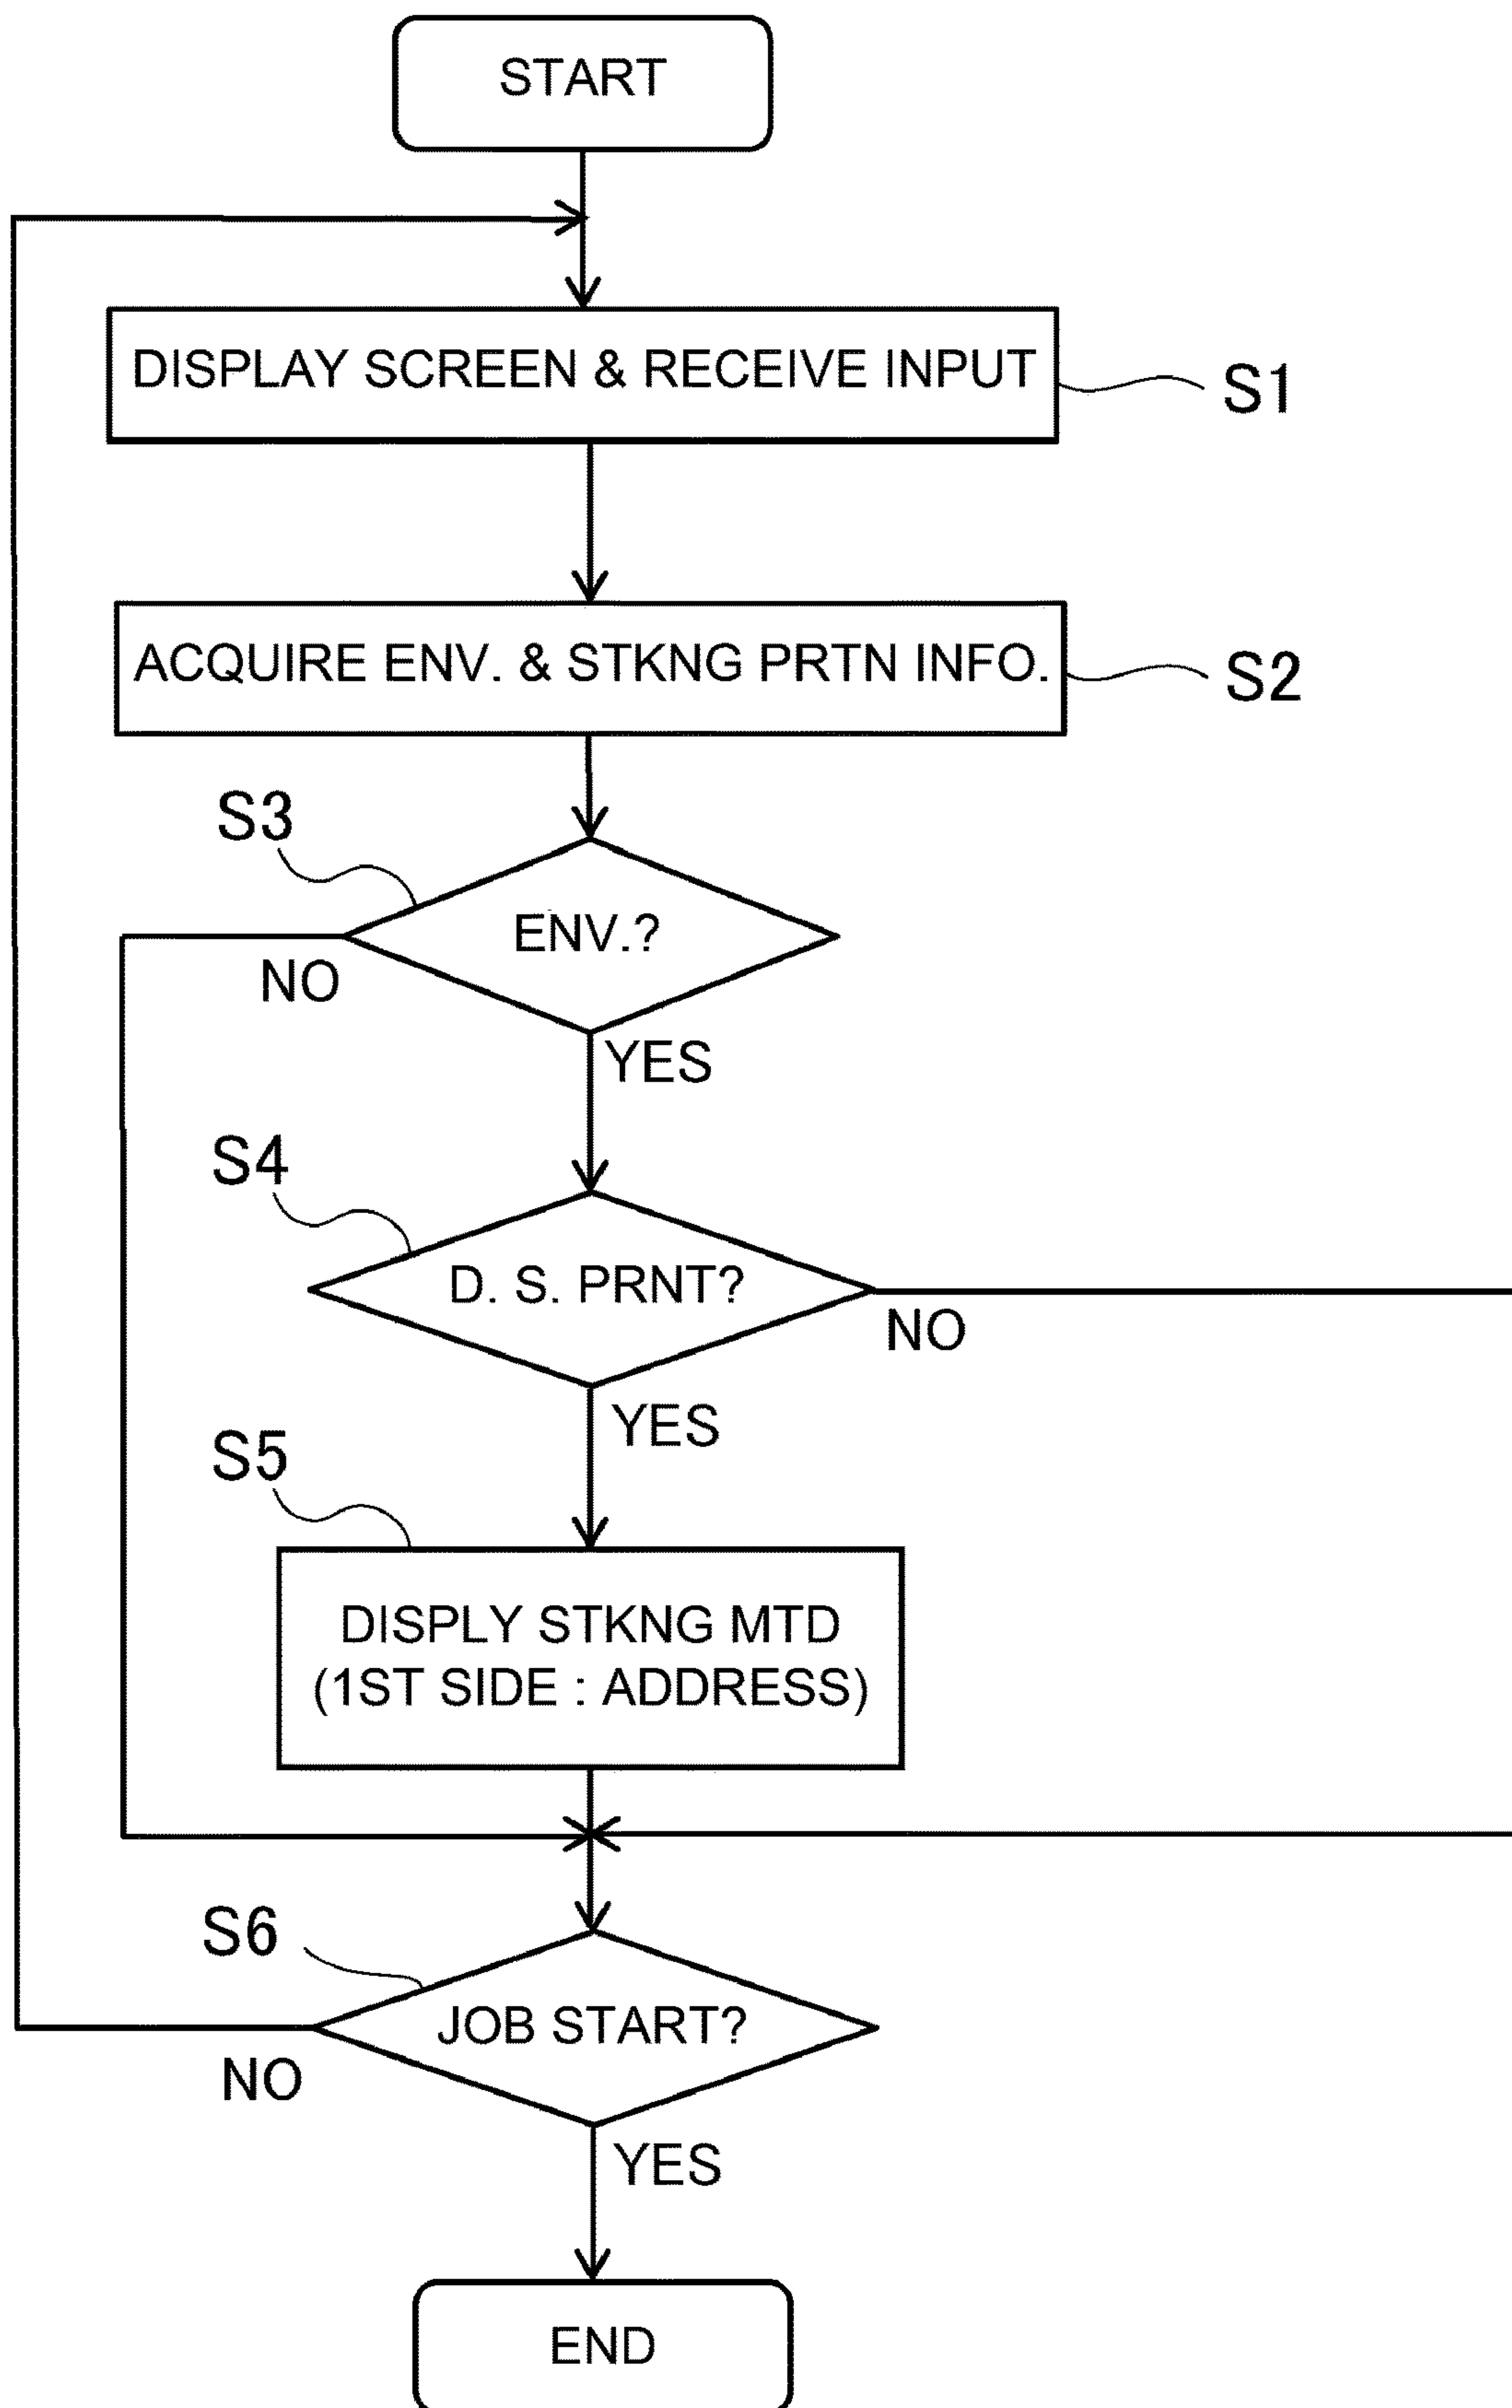 START
DISPLAY SCREEN & RECEIVE INPUT
S1
ACQUIRE ENV. & STKNG PRTN INFO.
S2
S3
ENV.?
NO
YES
S4
D. S. PRNT?
NO
YES
S5
DISPLY STKNG MTD
(1ST SIDE : ADDRESS)
S6
JOB START?
NO
YES
END